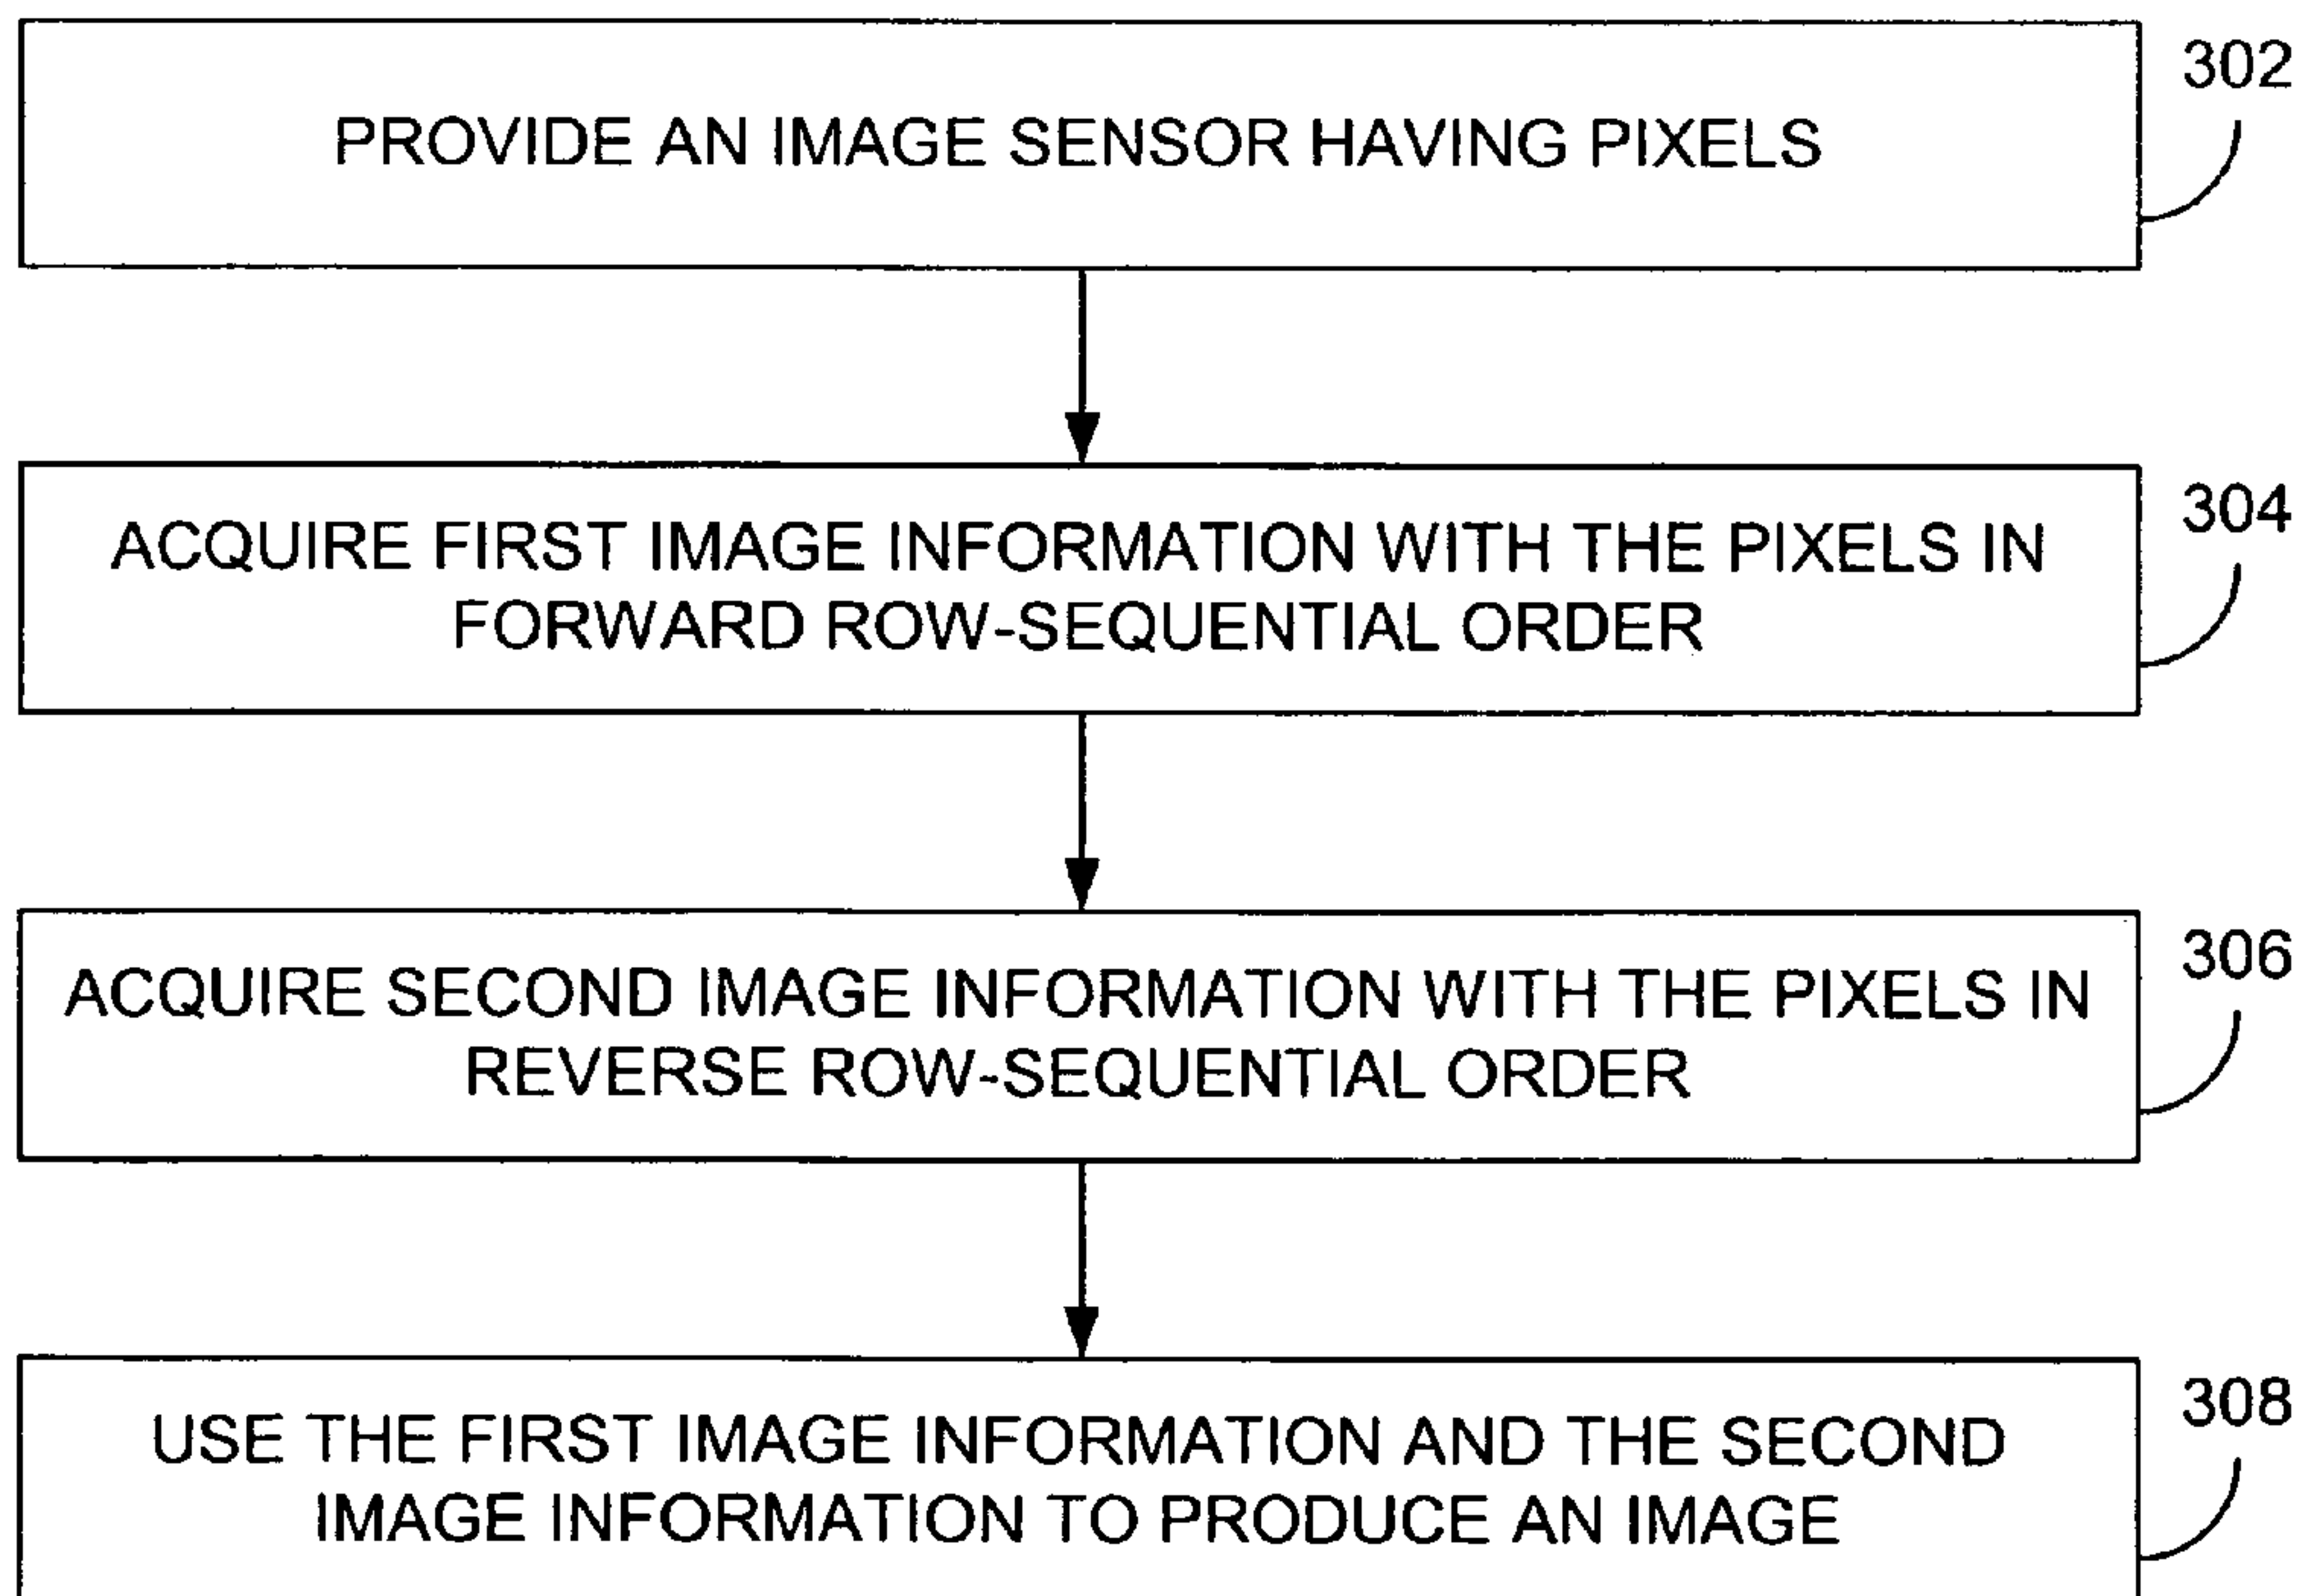 302
PROVIDE AN IMAGE SENSOR HAVING PIXELS
304
ACQUIRE FIRST IMAGE INFORMATION WITH THE PIXELS IN
FORWARD ROW-SEQUENTIAL ORDER
306
ACQUIRE SECOND IMAGE INFORMATION WITH THE PIXELS IN
REVERSE ROW-SEQUENTIAL ORDER
308
USE THE FIRST IMAGE INFORMATION AND THE SECOND
IMAGE INFORMATION TO PRODUCE AN IMAGE